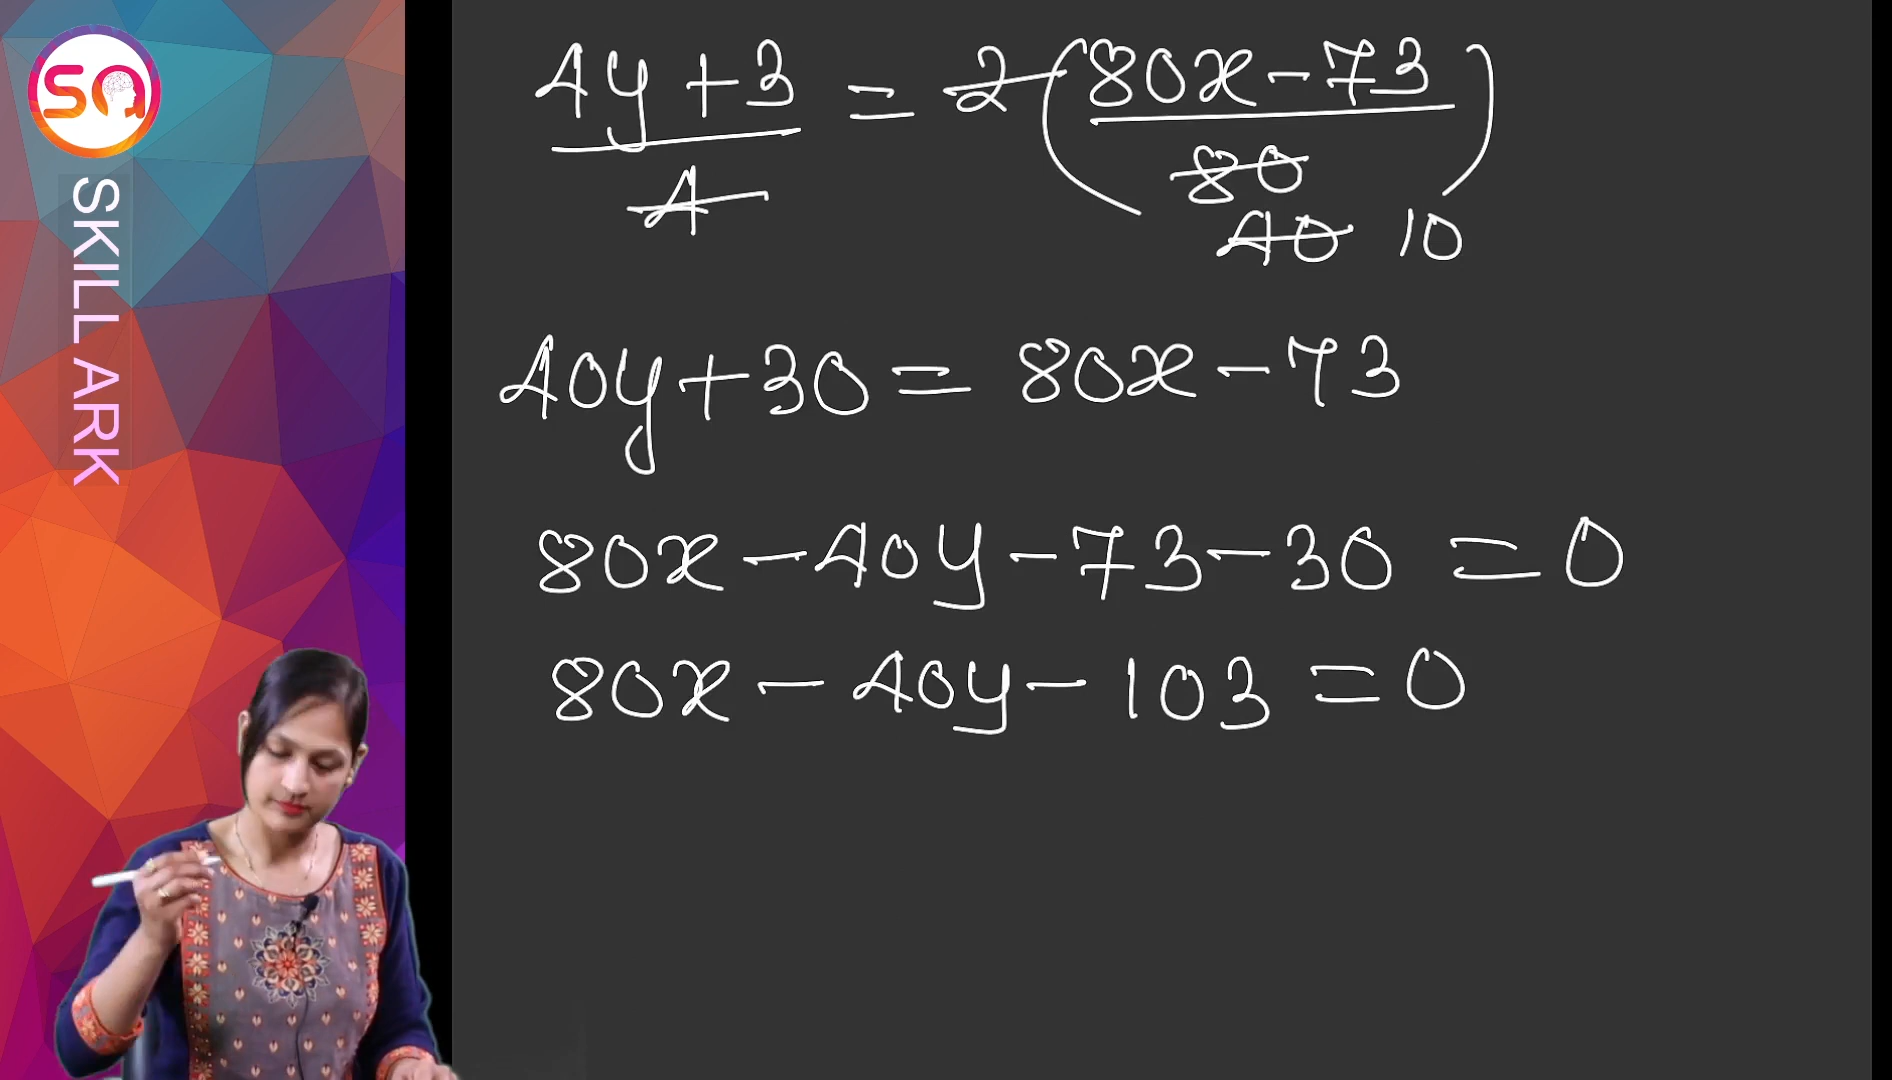 SA
SKILL ARK
4y + 3 = 2 ( 80x - 73 )
4
80
40 10
40y + 30 = 80x - 73
80x - 40y - 73 - 30 = 0
80x - 40y - 103 = 0